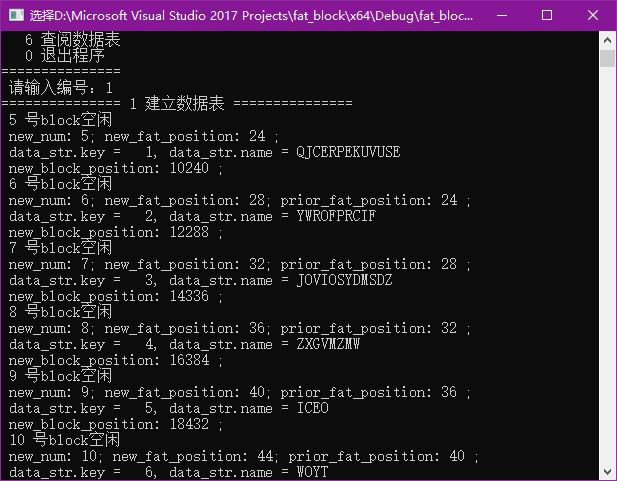 选择D:\Microsoft Visual Studio 2017 Projects\fat_block\x64\Debug\fat_bloc...
6 查阅数据表
0 退出程序
===============
请输入编号：1
=============== 1 建立数据表 ===============
5 号block空闲
new_num: 5; new_fat_position: 24 ;
data_str.key =   1, data_str.name = QJCERPEKUVUSE
new_block_position: 10240 ;
6 号block空闲
new_num: 6; new_fat_position: 28; prior_fat_position: 24 ;
data_str.key =   2, data_str.name = YWROFPRCIF
new_block_position: 12288 ;
7 号block空闲
new_num: 7; new_fat_position: 32; prior_fat_position: 28 ;
data_str.key =   3, data_str.name = JOVIOSYDMSDZ
new_block_position: 14336 ;
8 号block空闲
new_num: 8; new_fat_position: 36; prior_fat_position: 32 ;
data_str.key =   4, data_str.name = ZXGVMZMW
new_block_position: 16384 ;
9 号block空闲
new_num: 9; new_fat_position: 40; prior_fat_position: 36 ;
data_str.key =   5, data_str.name = ICEO
new_block_position: 18432 ;
10 号block空闲
new_num: 10; new_fat_position: 44; prior_fat_position: 40 ;
data_str.key =   6, data_str.name = WOYT